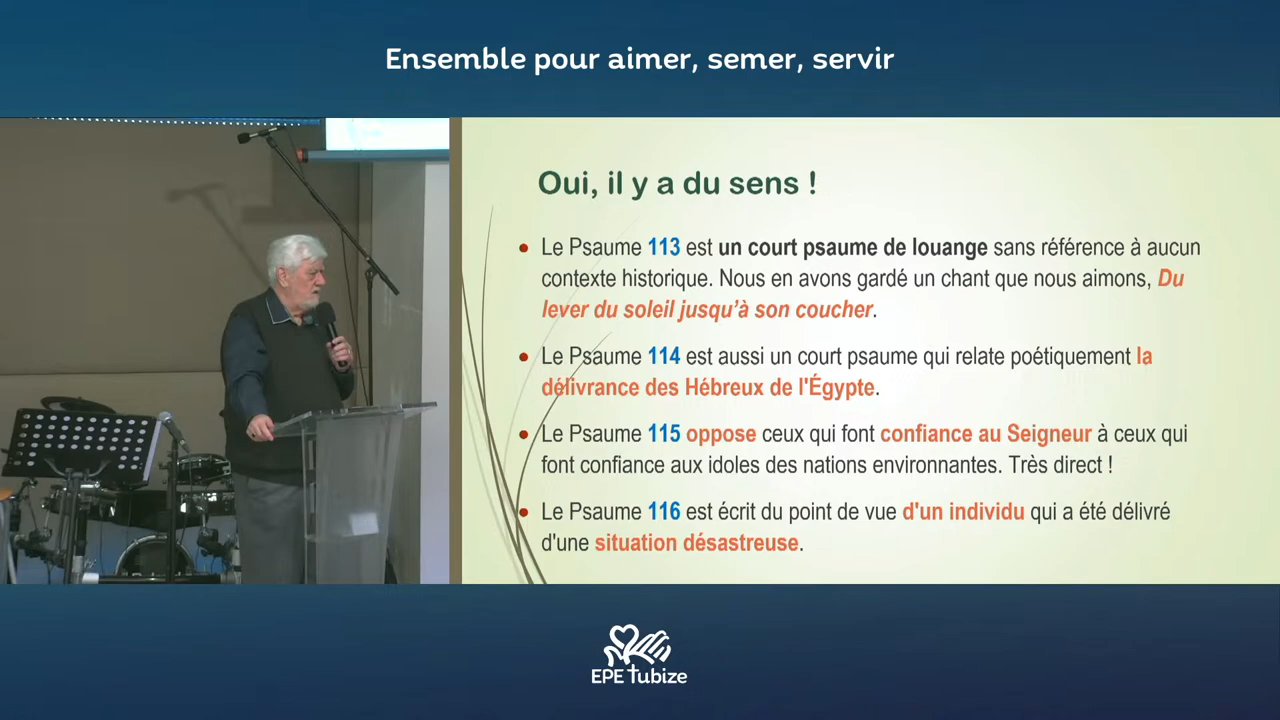 Ensemble pour aimer, semer, servir
Oui, il y a du sens !
• Le Psaume 113 est un court psaume de louange sans référence à aucun
contexte historique. Nous en avons gardé un chant que nous aimons, Du
lever du soleil jusqu’à son coucher.
• Le Psaume 114 est aussi un court psaume qui relate poétiquement la
délivrance des Hébreux de l'Égypte.
• Le Psaume 115 oppose ceux qui font confiance au Seigneur à ceux qui
font confiance aux idoles des nations environnantes. Très direct !
• Le Psaume 116 est écrit du point de vue d'un individu qui a été délivré
d'une situation désastreuse.
EPE Tubize